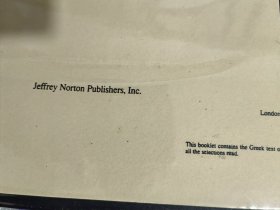 Jeffrey Norton Publishers, Inc.
London
This booklet contains the Greek text o
all the selections read.